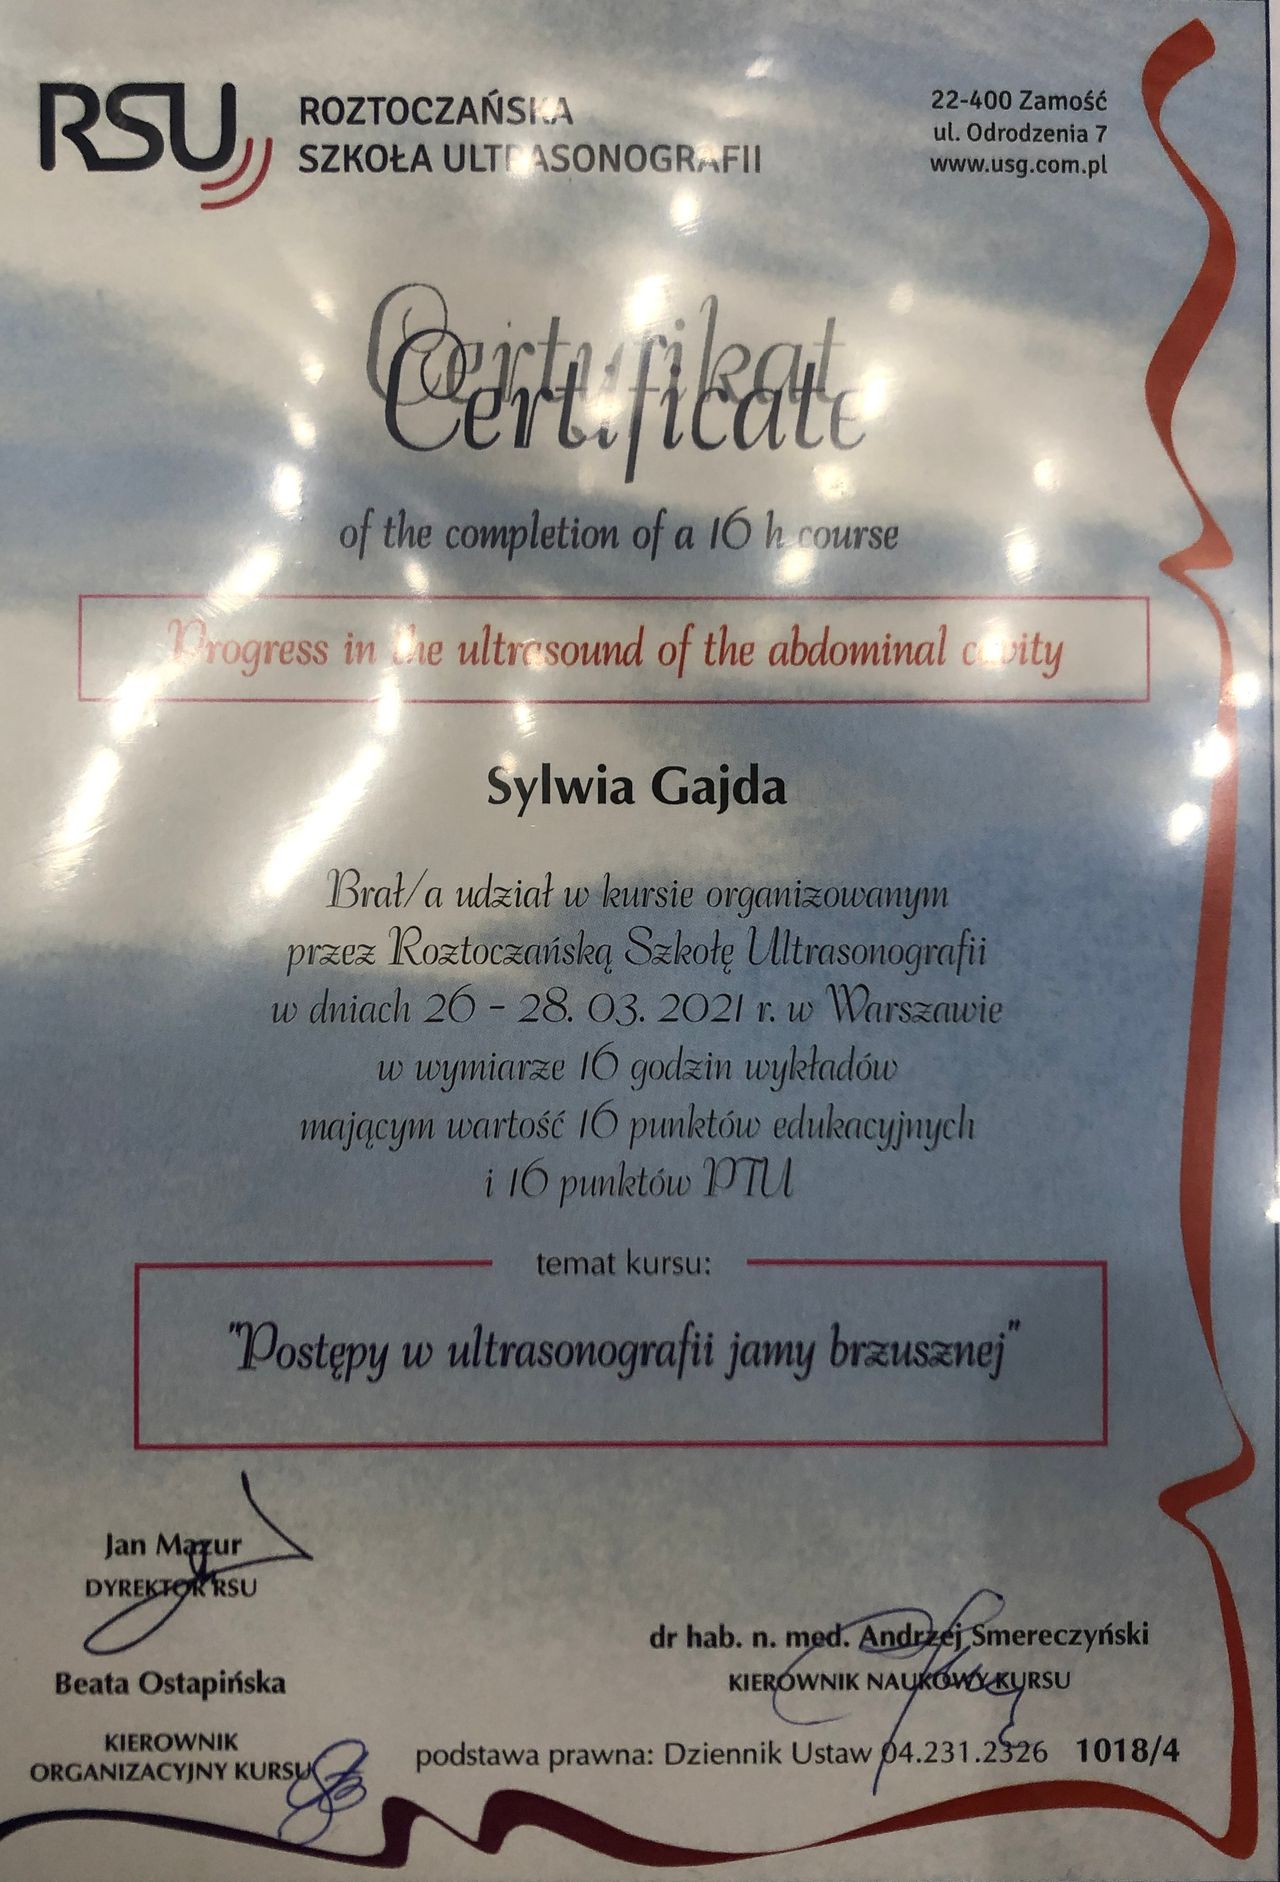 RSU
ROZTOCZAŃSKA
SZKOŁA ULTRASONOGRAFII
22-400 Zamość
ul. Odrodzenia 7
www.usg.com.pl
Certyfikat
Certificate
of the completion of a 16 h course
Progress in the ultrasound of the abdominal cavity
Sylwia Gajda
Brał/a udział w kursie organizowanym
przez Roztoczańską Szkołę Ultrasonografii
w dniach 26 - 28. 03. 2021 r. w Warszawie
w wymiarze 16 godzin wykładów
mającym wartość 16 punktów edukacyjnych
i 16 punktów PTU
temat kursu:
"Postępy w ultrasonografii jamy brzusznej"
Jan Mazur
DYREKTOR RSU
Beata Ostapińska
KIEROWNIK
ORGANIZACYJNY KURSU
dr hab. n. med. Andrzej Smereczyński
KIEROWNIK NAUKOWY KURSU
podstawa prawna: Dziennik Ustaw 04.231.2326 1018/4